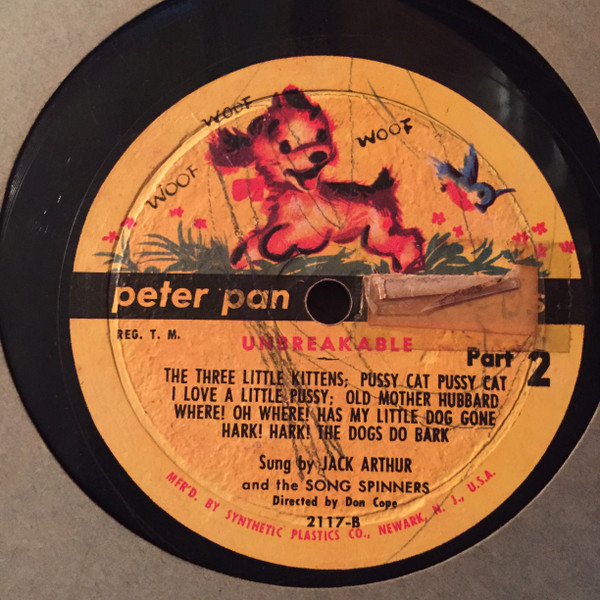 WOOF
WOOF
WOOF
peter pan
REG. T. M.
UNBREAKABLE
Part 2
THE THREE LITTLE KITTENS; PUSSY CAT PUSSY CAT
I LOVE A LITTLE PUSSY; OLD MOTHER HUBBARD
WHERE! OH WHERE! HAS MY LITTLE DOG GONE
HARK! HARK! THE DOGS DO BARK
Sung by JACK ARTHUR
and the SONG SPINNERS
Directed by Don Cope
2117-B
MFR'D. BY SYNTHETIC PLASTICS CO., NEWARK, N. J., U.S.A.